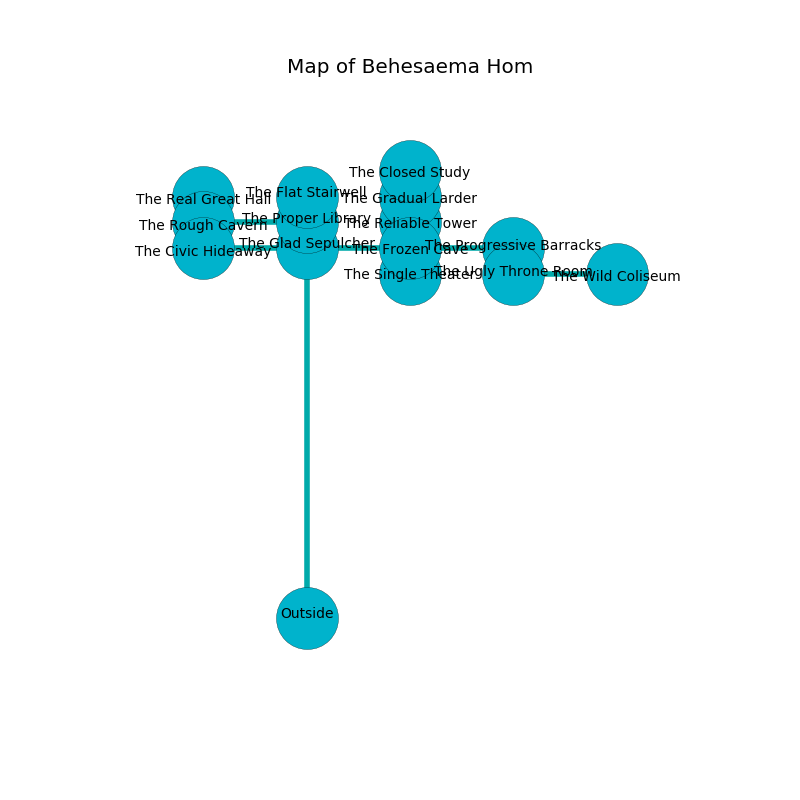 Map of Behesaema Hom
The Closed Study
The Flat Stairwell
The Real Great Hall
The Gradual Larder
The Proper Library
The Rough Cavern
The Reliable Tower
The Glad Sepulcher
The Civic Hideaway
The Frozen Cave
The Progressive Barracks
The Single Theater
The Ugly Throne Room
The Wild Coliseum
Outside